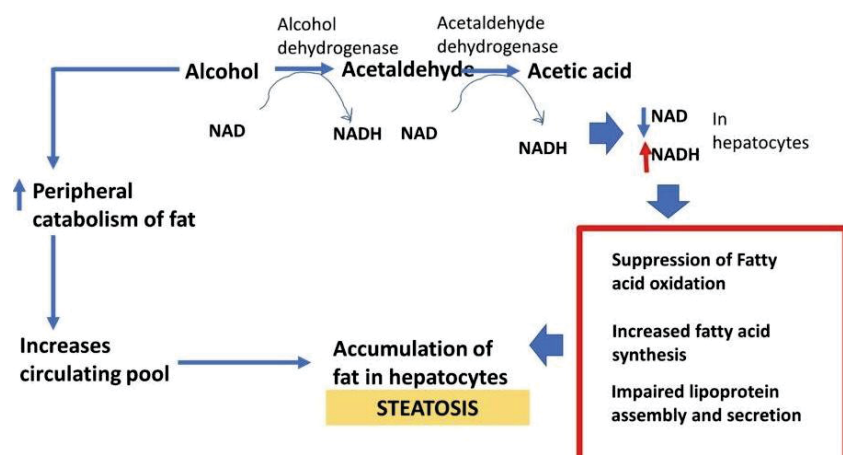 Alcohol
dehydrogenase
Acetaldehyde
dehydrogenase
Alcohol
Acetaldehyde
Acetic acid
NAD
NADH
NAD
NADH
NAD
NADH
In
hepatocytes
Peripheral
catabolism of fat
Suppression of Fatty
acid oxidation
Increased fatty acid
synthesis
Impaired lipoprotein
assembly and secretion
Increases
circulating pool
Accumulation of
fat in hepatocytes
STEATOSIS